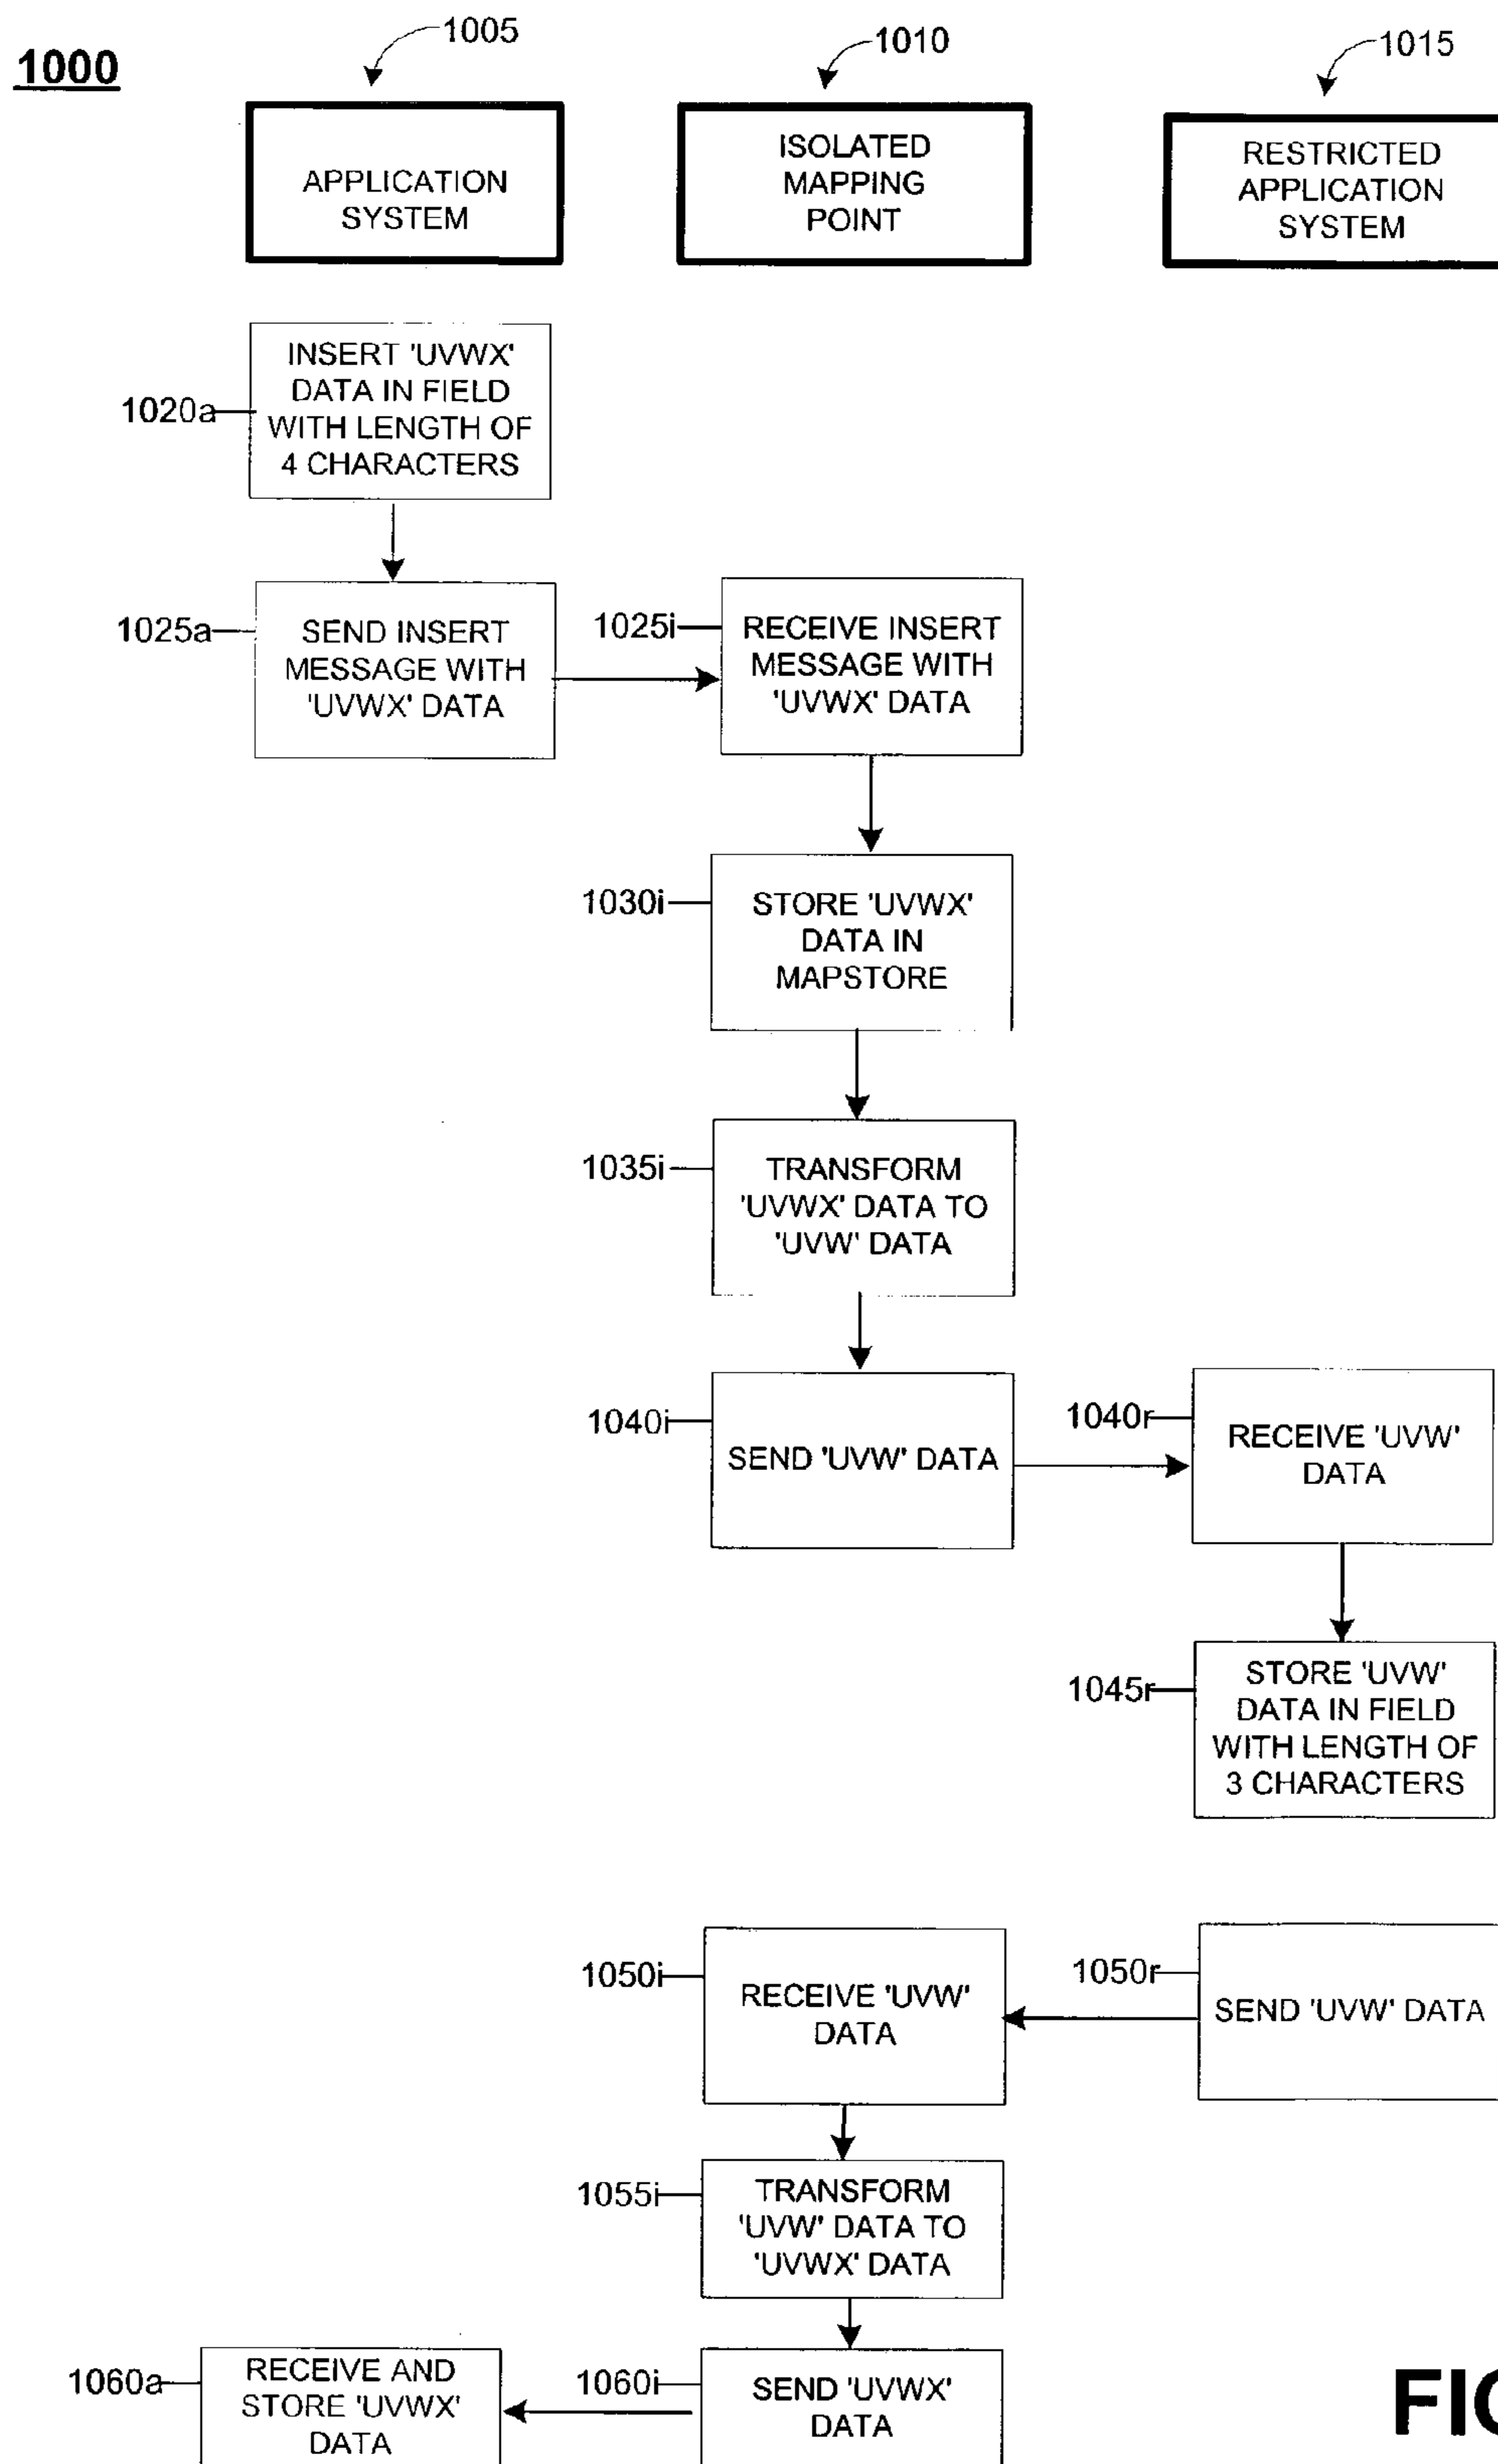 1000
1005
1010
1015
APPLICATION
SYSTEM
ISOLATED
MAPPING
POINT
RESTRICTED
APPLICATION
SYSTEM
1020a
INSERT 'UVWX'
DATA IN FIELD
WITH LENGTH OF
4 CHARACTERS
1025a
SEND INSERT
MESSAGE WITH
'UVWX' DATA
1025i
RECEIVE INSERT
MESSAGE WITH
'UVWX' DATA
1030i
STORE 'UVWX'
DATA IN
MAPSTORE
1035i
TRANSFORM
'UVWX' DATA TO
'UVW' DATA
1040i
SEND 'UVW' DATA
1040r
RECEIVE 'UVW'
DATA
1045r
STORE 'UVW'
DATA IN FIELD
WITH LENGTH OF
3 CHARACTERS
1050i
RECEIVE 'UVW'
DATA
1050r
SEND 'UVW' DATA
1055i
TRANSFORM
'UVW' DATA TO
'UVWX' DATA
1060a
RECEIVE AND
STORE 'UVWX'
DATA
1060i
SEND 'UVWX'
DATA